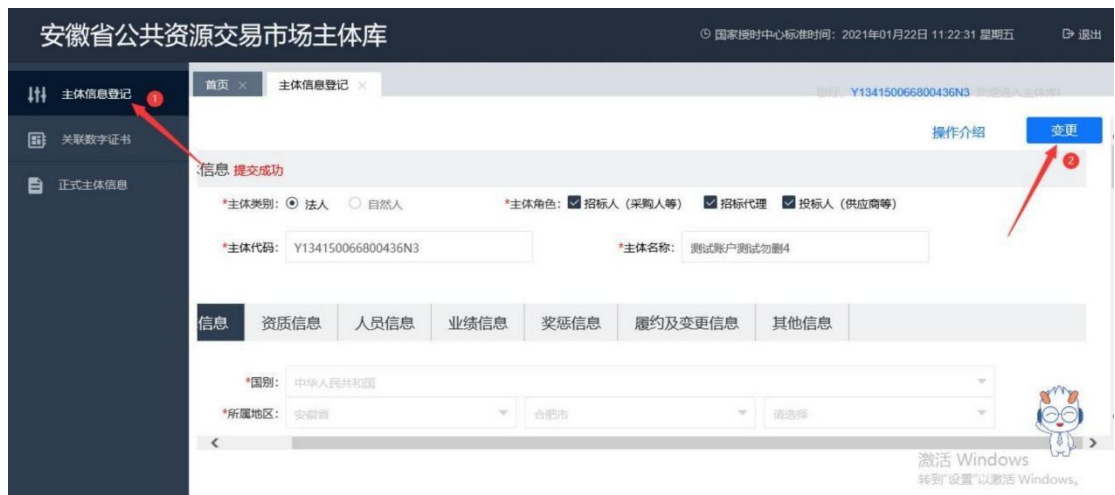 安徽省公共资源交易市场主体库
国家授时中心标准时间：2021年01月22日 11:22:31 星期五 退出
主体信息登记 1
关联数字证书
正式主体信息
首页 × 主体信息登记 ×
您好，Y134150066800436N3 欢迎进入主体库!
操作介绍 变更
2
信息 提交成功
*主体类别： 法人 自然人 *主体角色： 招标人（采购人等） 招标代理 投标人（供应商等）
*主体代码： Y134150066800436N3 *主体名称： 测试账户测试勿删4
信息 资质信息 人员信息 业绩信息 奖惩信息 履约及变更信息 其他信息
*国别： 中华人民共和国
*所属地区： 安徽省 合肥市 请选择
激活 Windows
转到"设置"以激活 Windows。